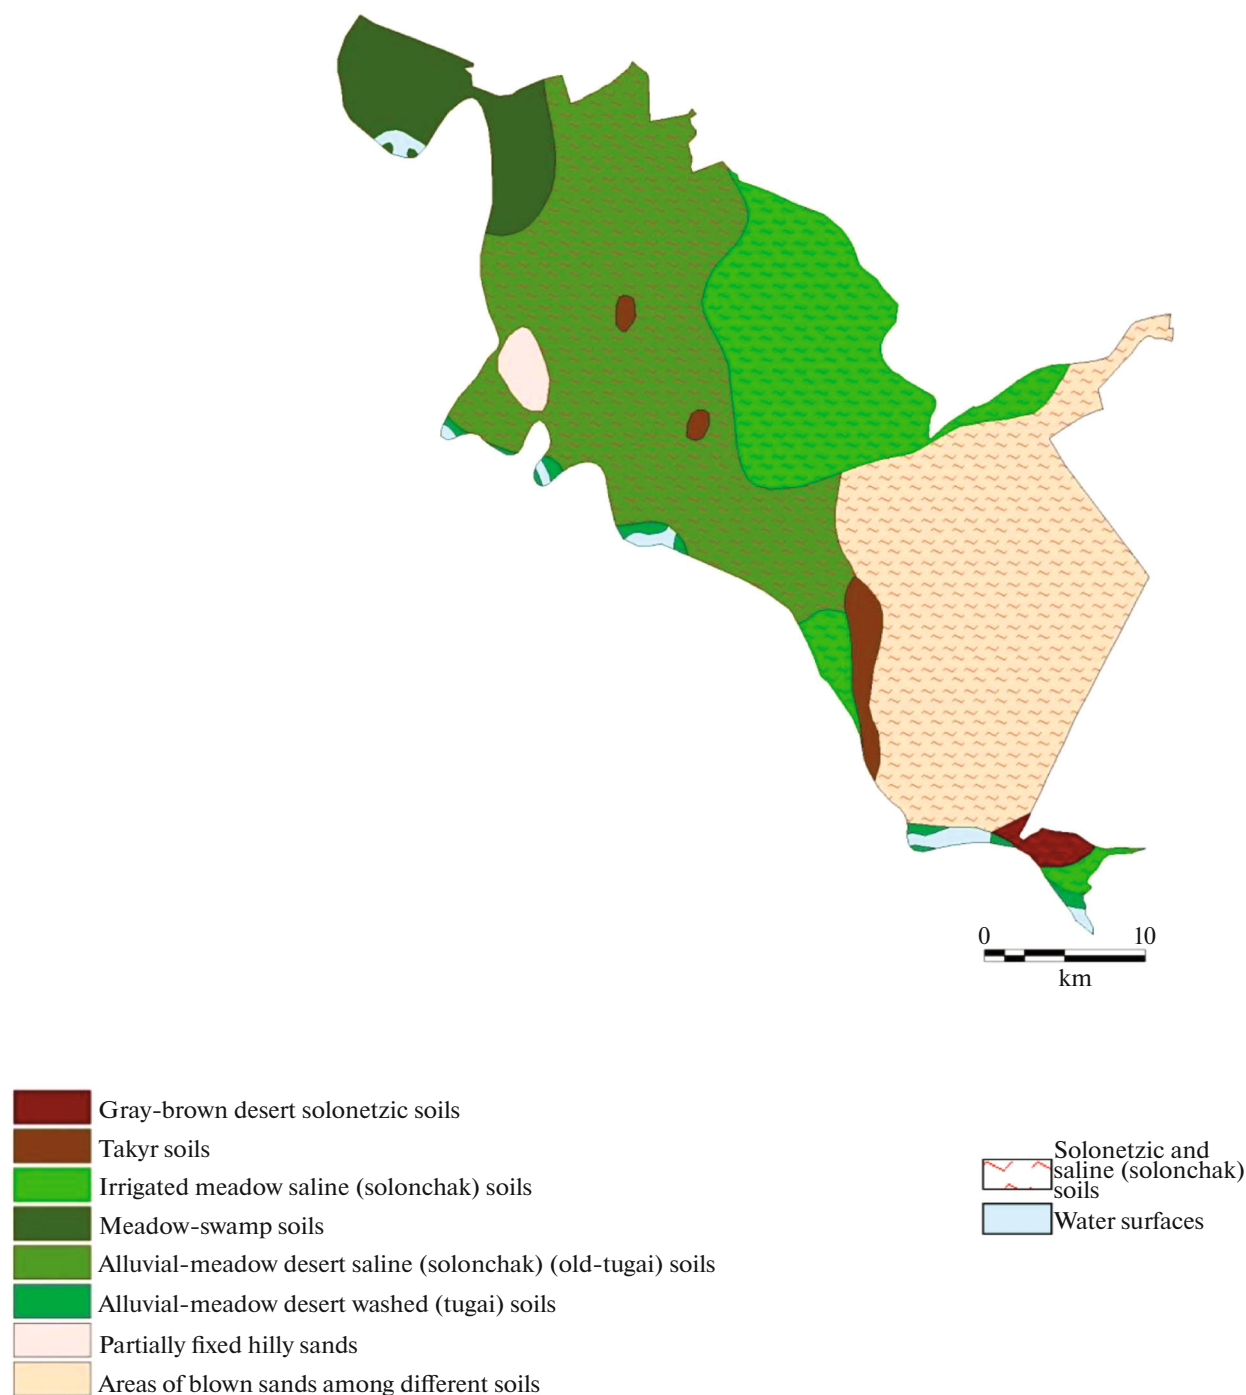 0 10
km
Gray-brown desert solonetzic soils
Takyr soils
Irrigated meadow saline (solonchak) soils
Meadow-swamp soils
Alluvial-meadow desert saline (solonchak) (old-tugai) soils
Alluvial-meadow desert washed (tugai) soils
Partially fixed hilly sands
Areas of blown sands among different soils
Solonetzic and
saline (solonchak)
soils
Water surfaces